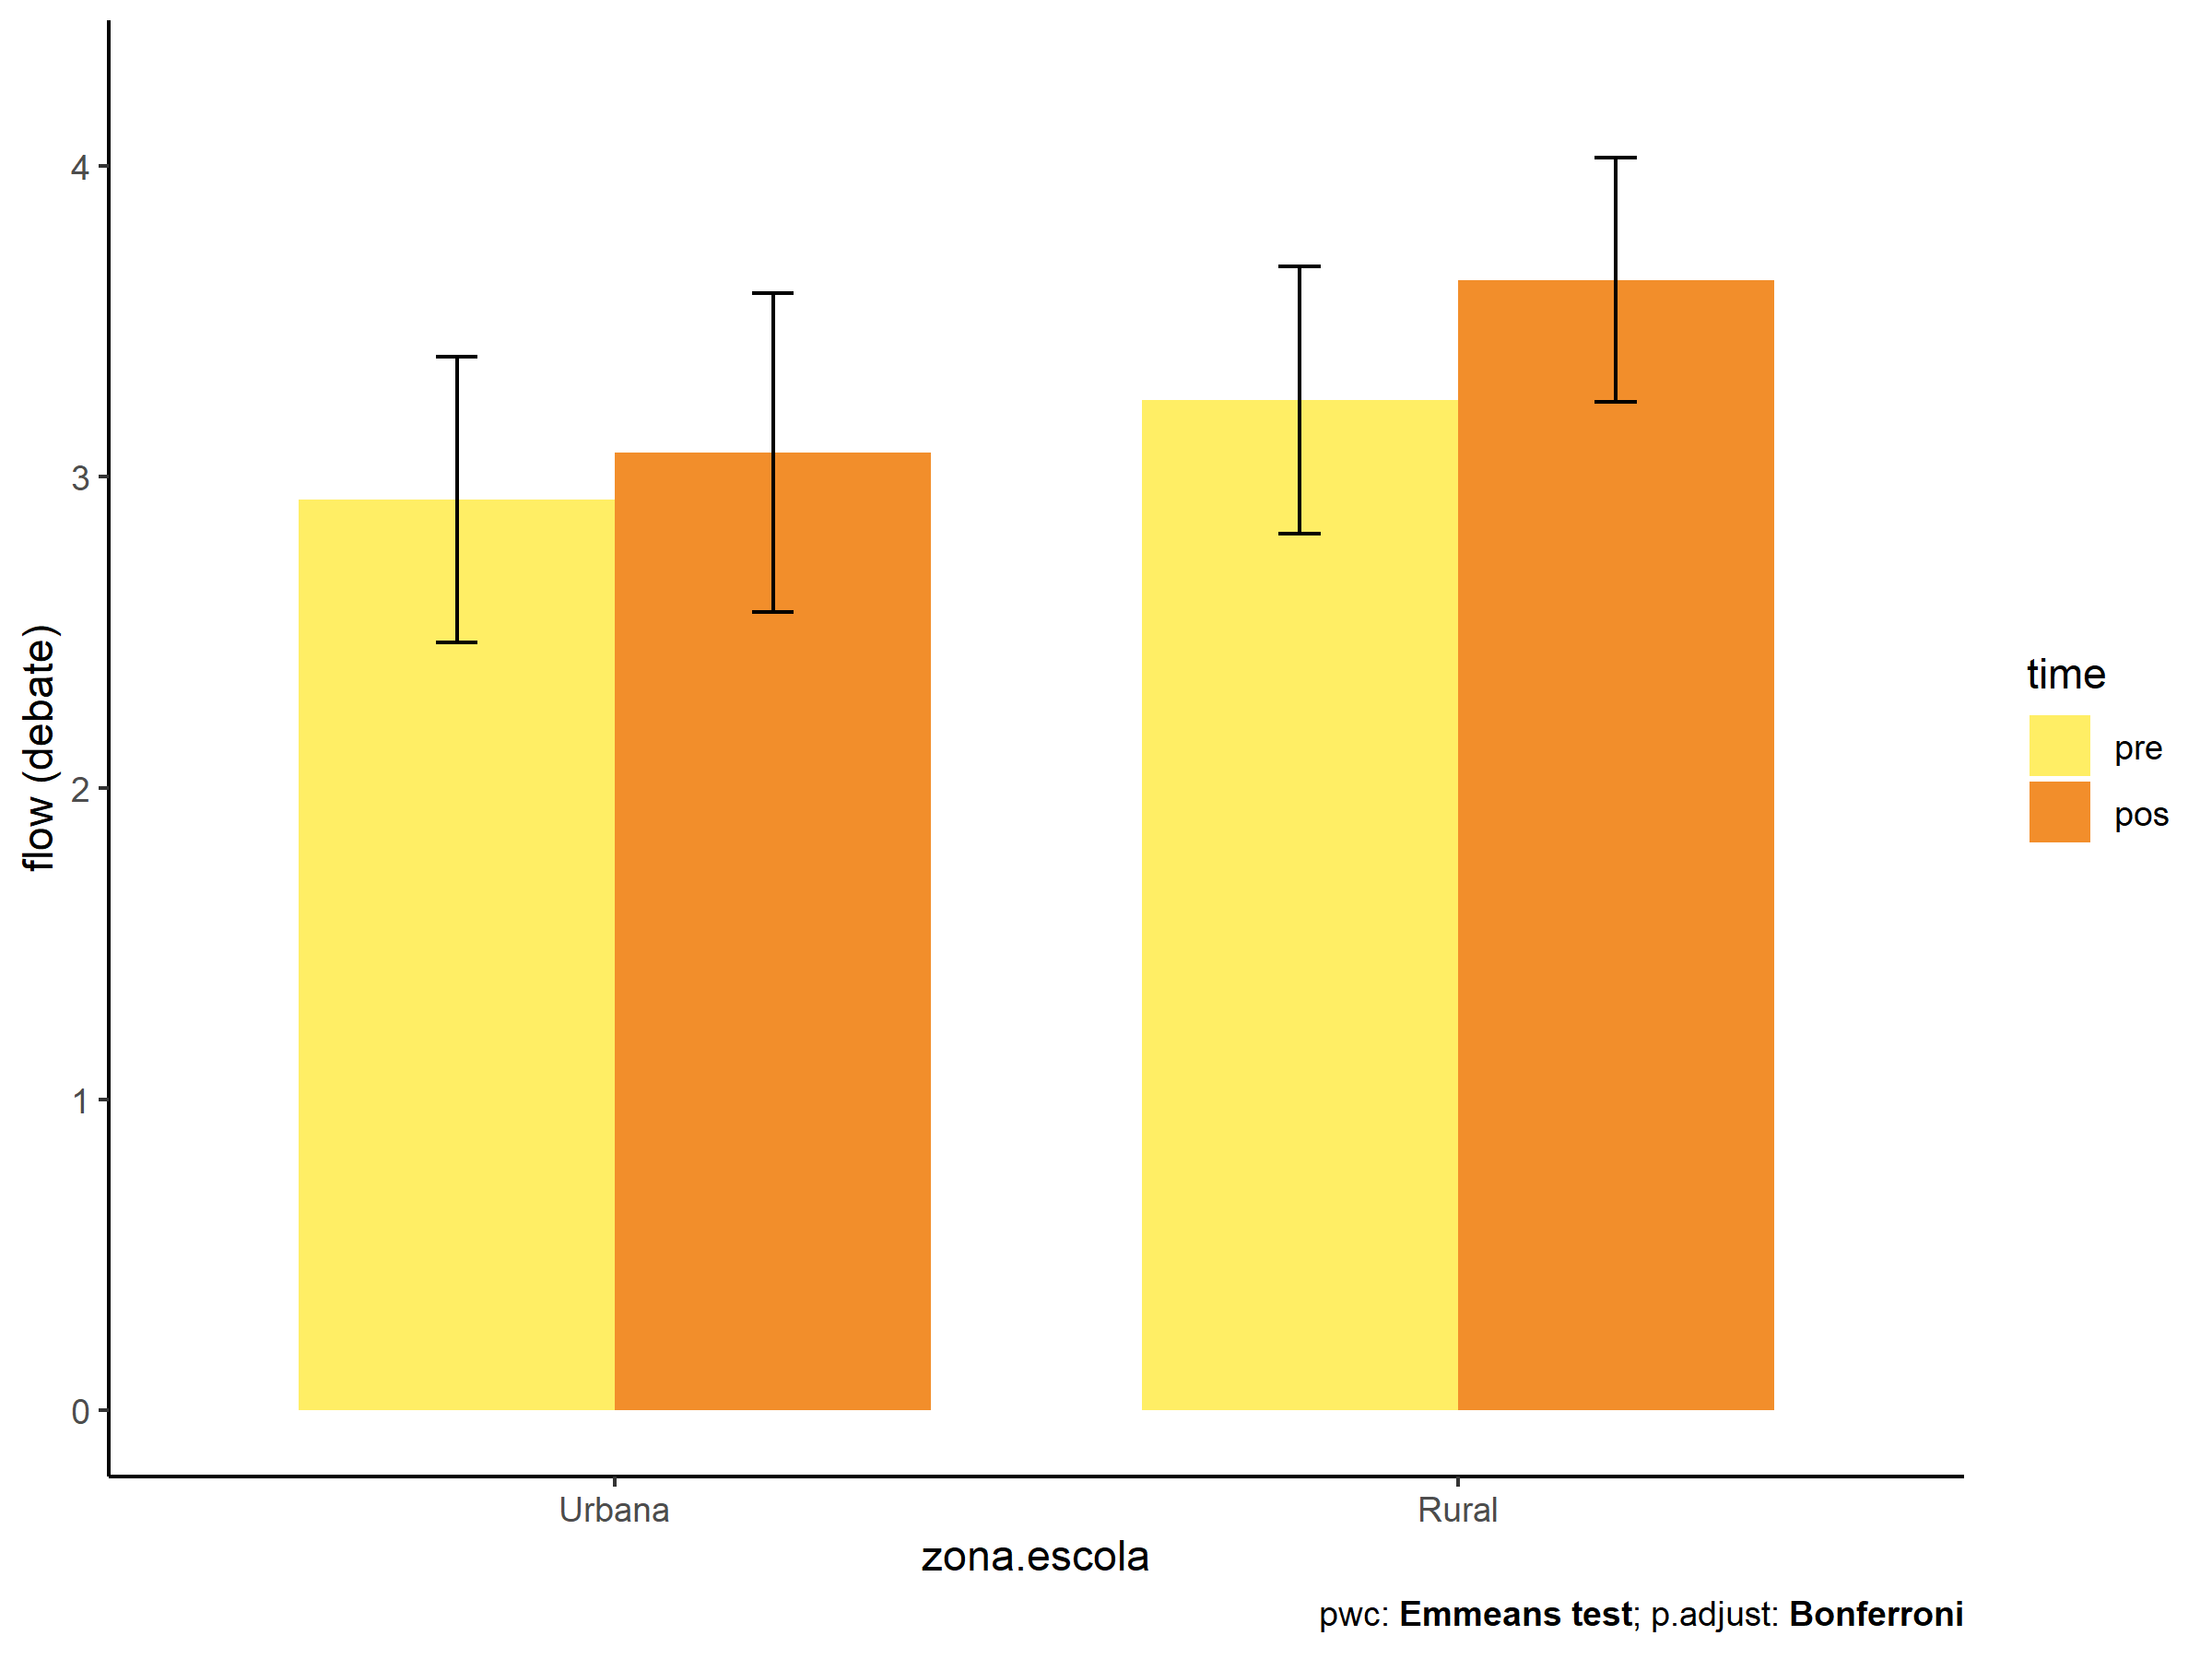 flow (debate)
4
3
2
1
0
Urbana
Rural
zona.escola
time
pre
pos
pwc: Emmeans test; p.adjust: Bonferroni